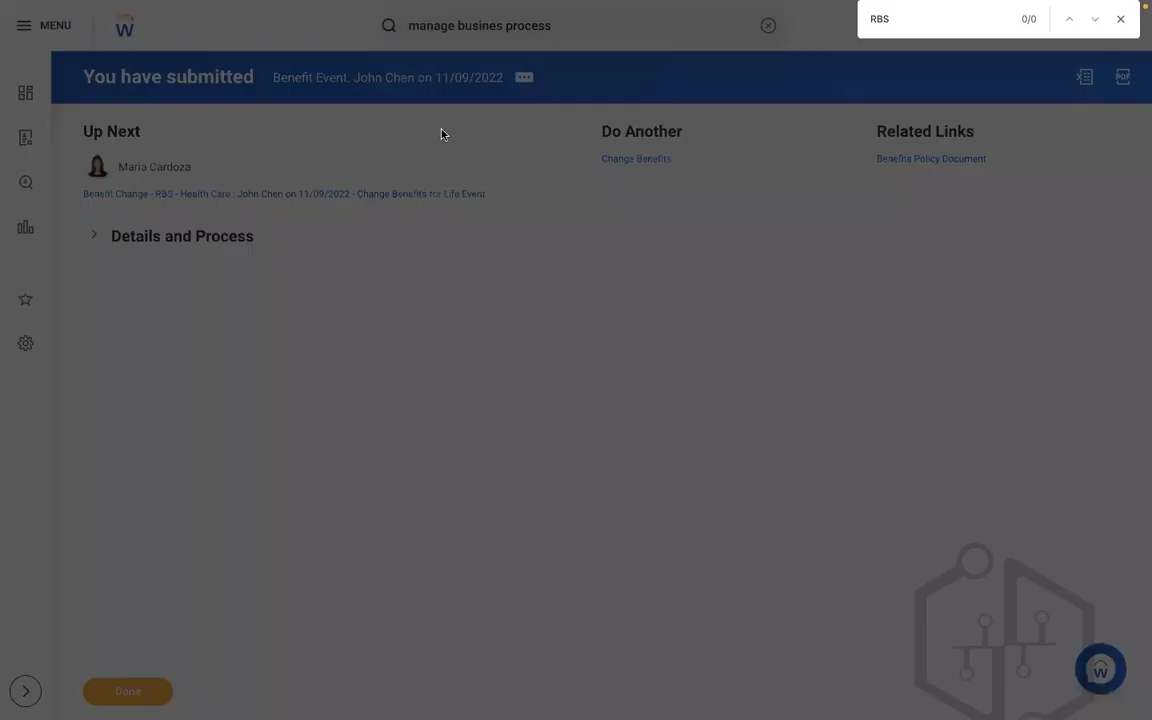 MENU
manage busines process
RBS
0/0
You have submitted
Benefit Event: John Chen on 11/09/2022
PDF
Up Next
Maria Cardoza
Benefit Change - RBS - Health Care : John Chen on 11/09/2022 - Change Benefits for Life Event
Details and Process
Do Another
Change Benefits
Related Links
Benefits Policy Document
Done
W